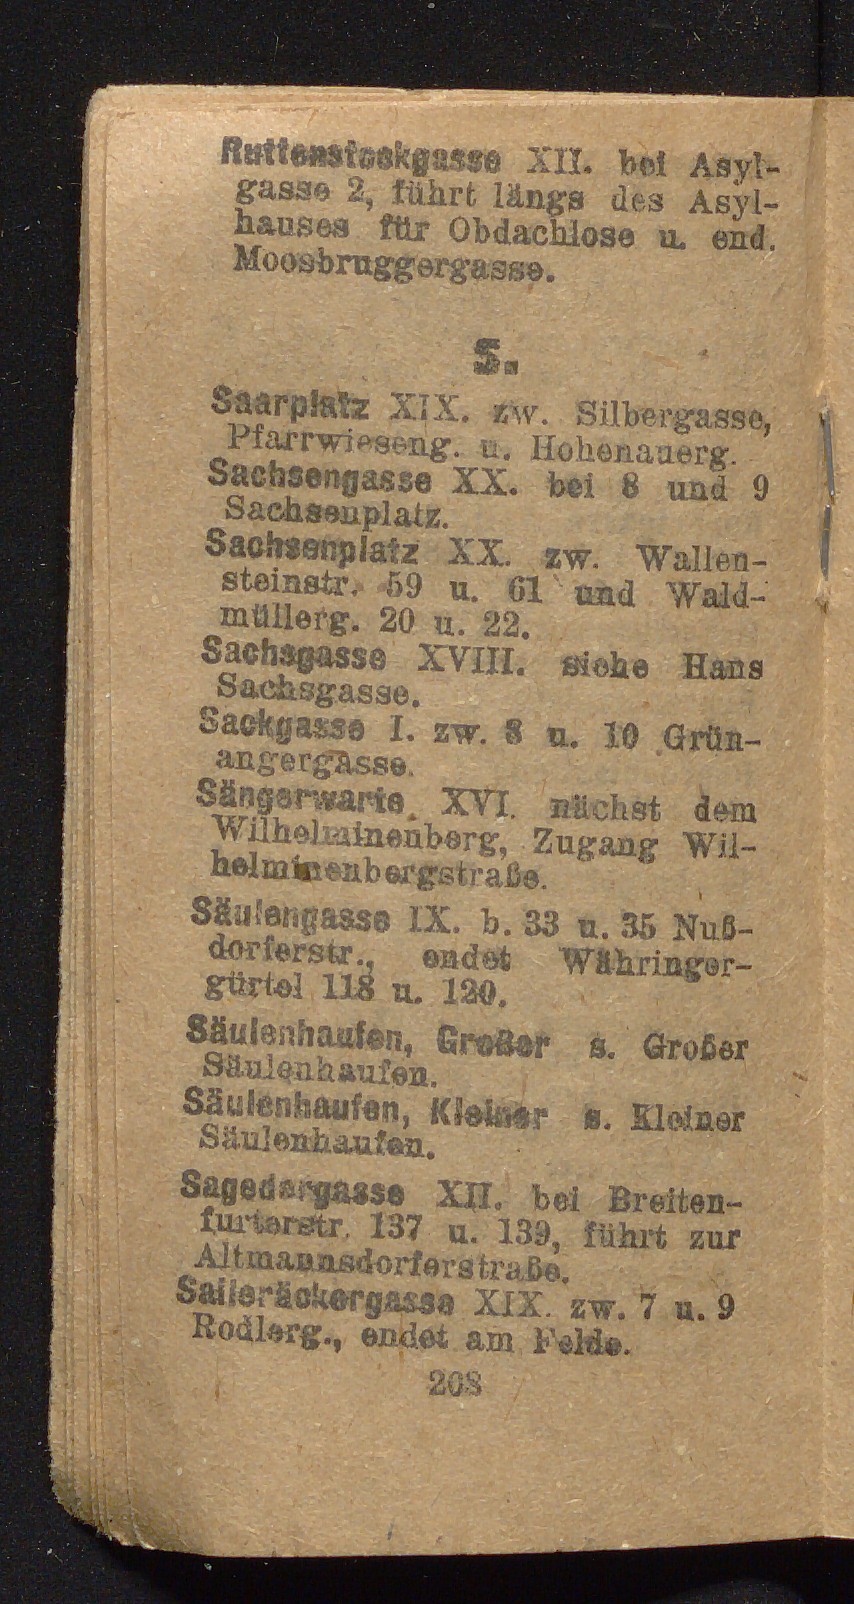 Ruttenstockgasse XII. bei Asyl-
gasse 2, führt längs des Asyl-
hauses für Obdachlose u. end.
Moosbruggergasse.
S.
Saarplatz XIX. zw. Silbergasse,
Pfarrwieseng. u. Hohenauerg.
Sachsengasse XX. bei 8 und 9
Sachsenplatz.
Sachsenplatz XX. zw. Wallen-
steinstr. 59 u. 61 und Wald-
müllerg. 20 u. 22.
Sachsgasse XVIII. siehe Hans
Sachsgasse.
Sackgasse I. zw. 8 u. 10 Grün-
angergasse.
Sängerwarte XVI. nächst dem
Wilhelminenberg, Zugang Wil-
helminenbergstraße.
Säulengasse IX. b. 33 u. 35 Nuß-
dorferstr., endet Währinger-
gürtel 118 u. 120.
Säulenhaufen, Großer s. Großer
Säulenhaufen.
Säulenhaufen, Kleiner s. Kleiner
Säulenhaufen.
Sagedergasse XII. bei Breiten-
furterstr. 137 u. 139, führt zur
Altmannsdorferstraße.
Saileräckergasse XIX. zw. 7 u. 9
Rodlerg., endet am Felde.
208